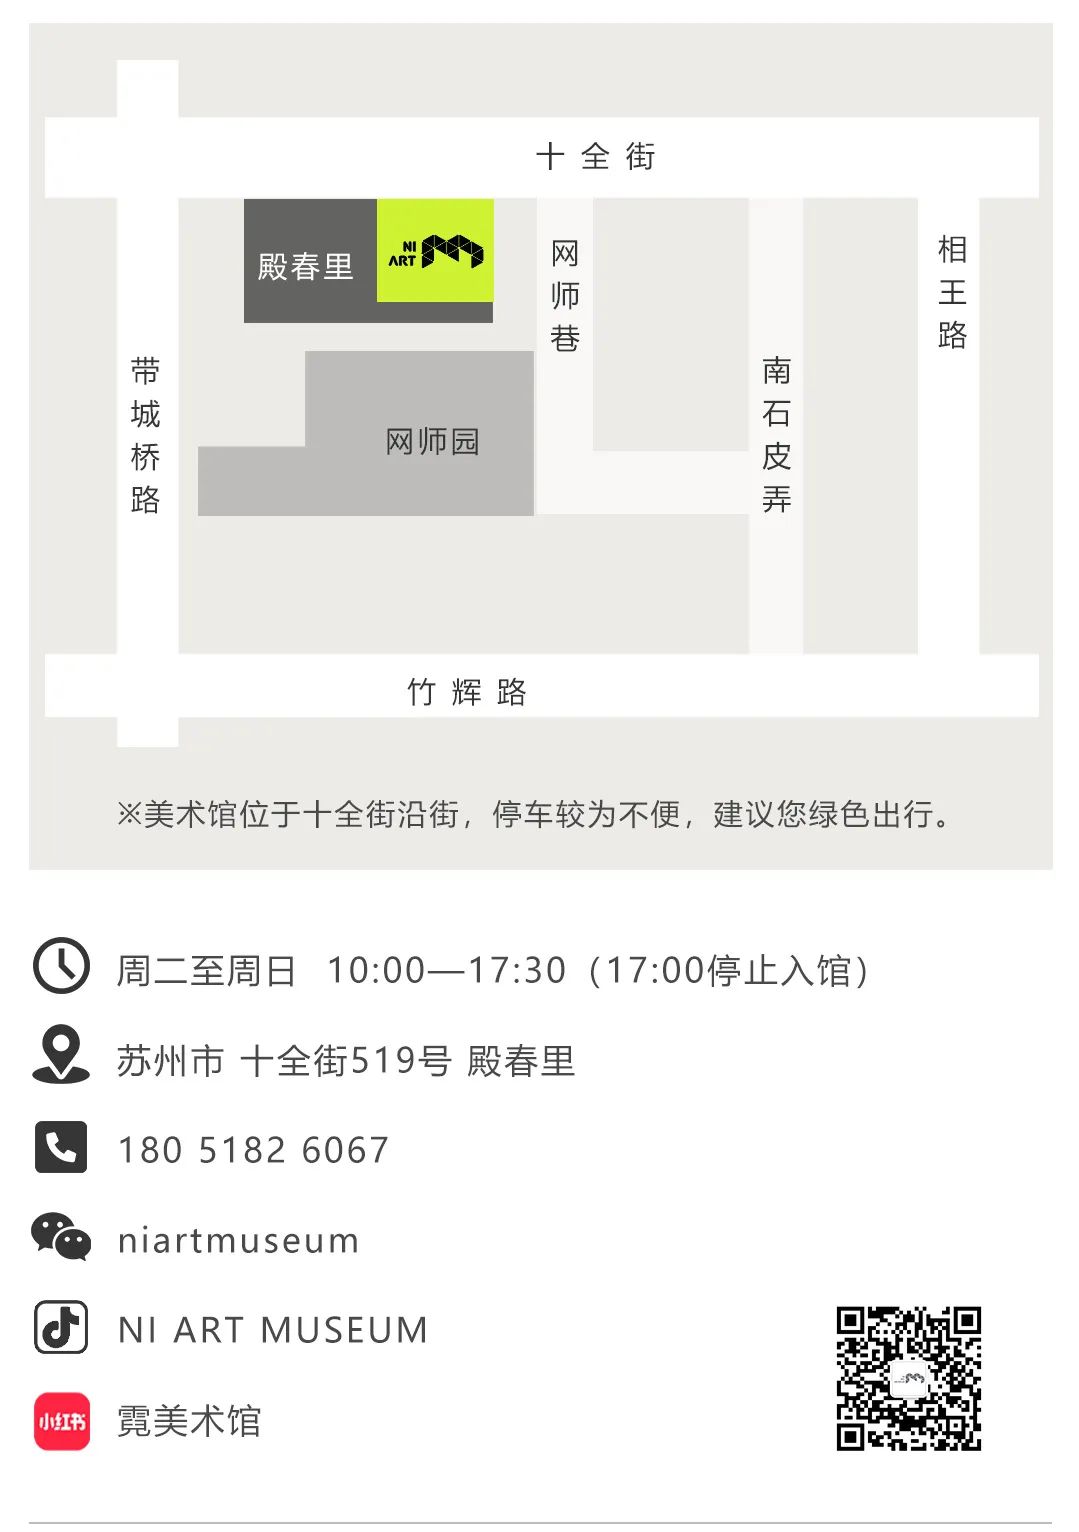 十全街
殿春里
NI
ART
网师巷
相王路
带城桥路
南石皮弄
网师园
竹辉路
※美术馆位于十全街沿街，停车较为不便，建议您绿色出行。
周二至周日 10:00—17:30（17:00停止入馆）
苏州市 十全街519号 殿春里
180 5182 6067
niartmuseum
NI ART MUSEUM
小红书
霓美术馆